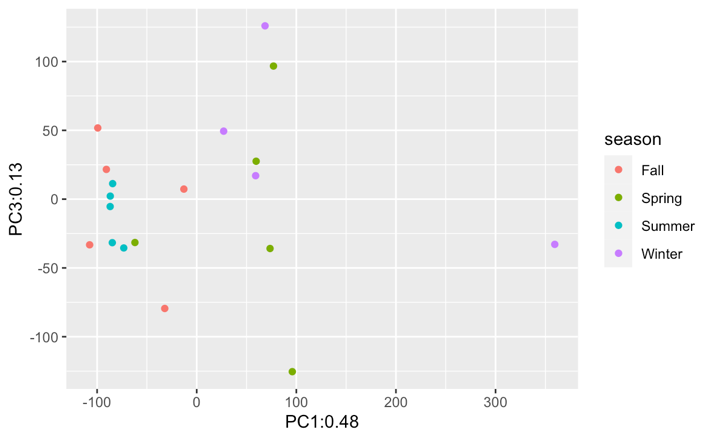 100
50
0
-50
-100
PC3:0.13
-100 0 100 200 300
PC1:0.48
season
Fall
Spring
Summer
Winter